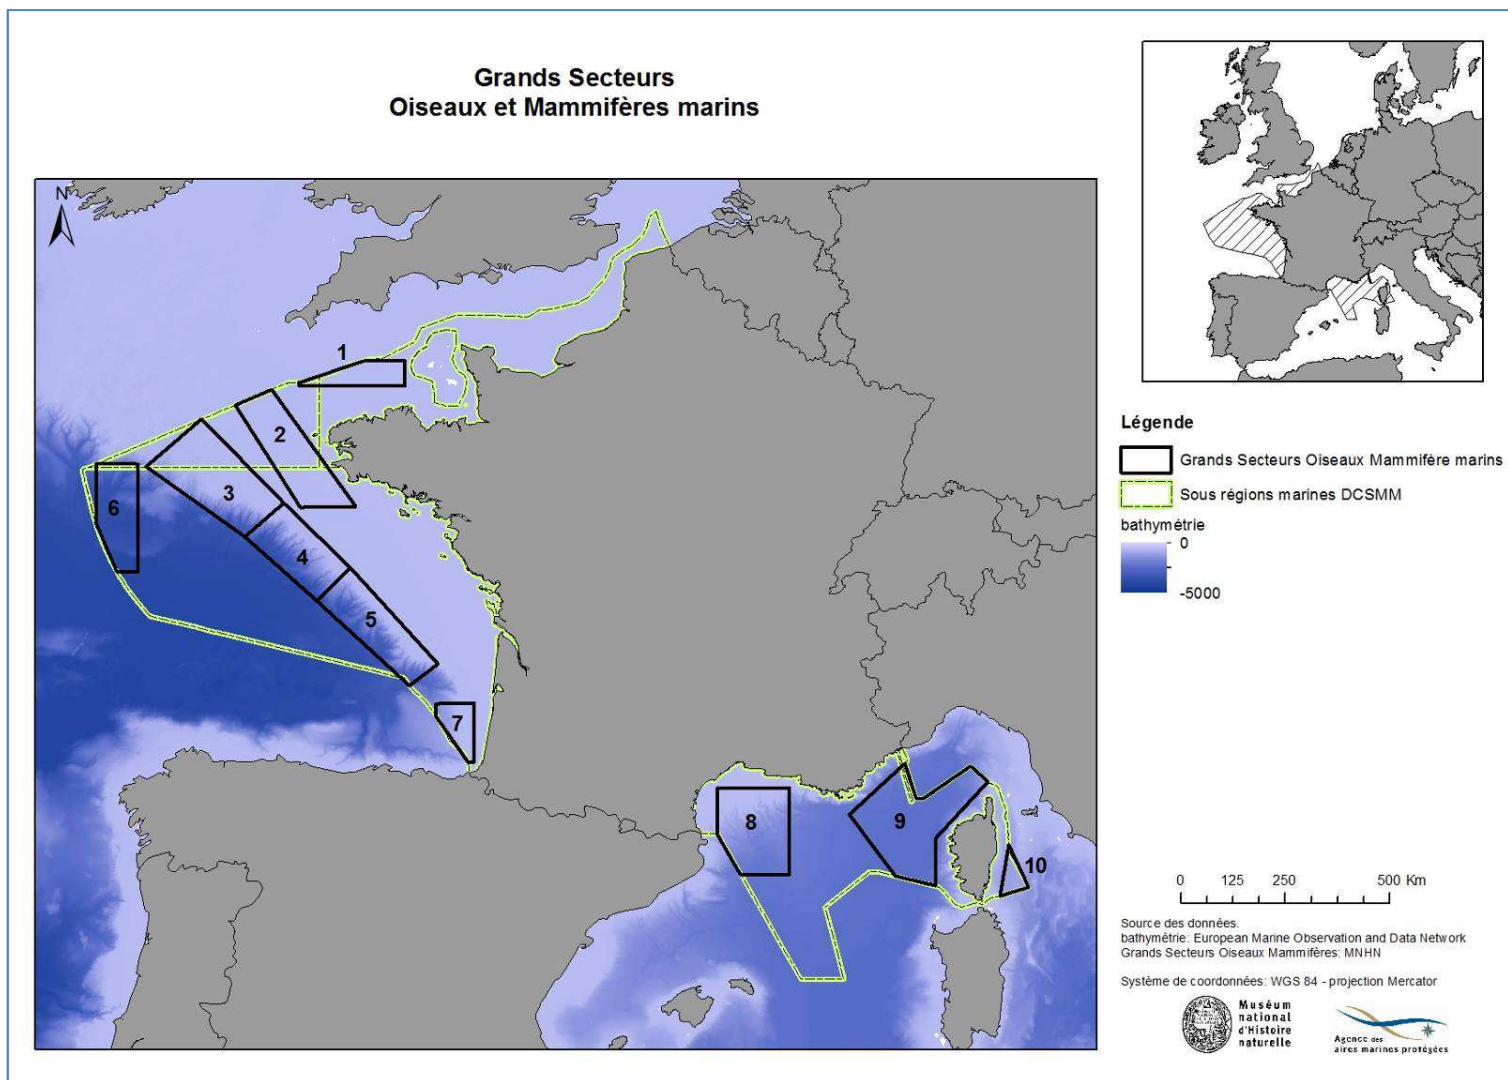 Grands Secteurs
Oiseaux et Mammifères marins
N
1
2
3
4
5
6
7
8
9
10
Légende
Grands Secteurs Oiseaux Mammifère marins
Sous régions marines DCSMM
bathymétrie
0
-5000
0 125 250 500 Km
Source des données.
bathymétrie: European Marine Observation and Data Network
Grands Secteurs Oiseaux Mammifères: MNHN
Système de coordonnées: WGS 84 - projection Mercator
Muséum
national
d'Histoire
naturelle
Agence des
aires marines protégées